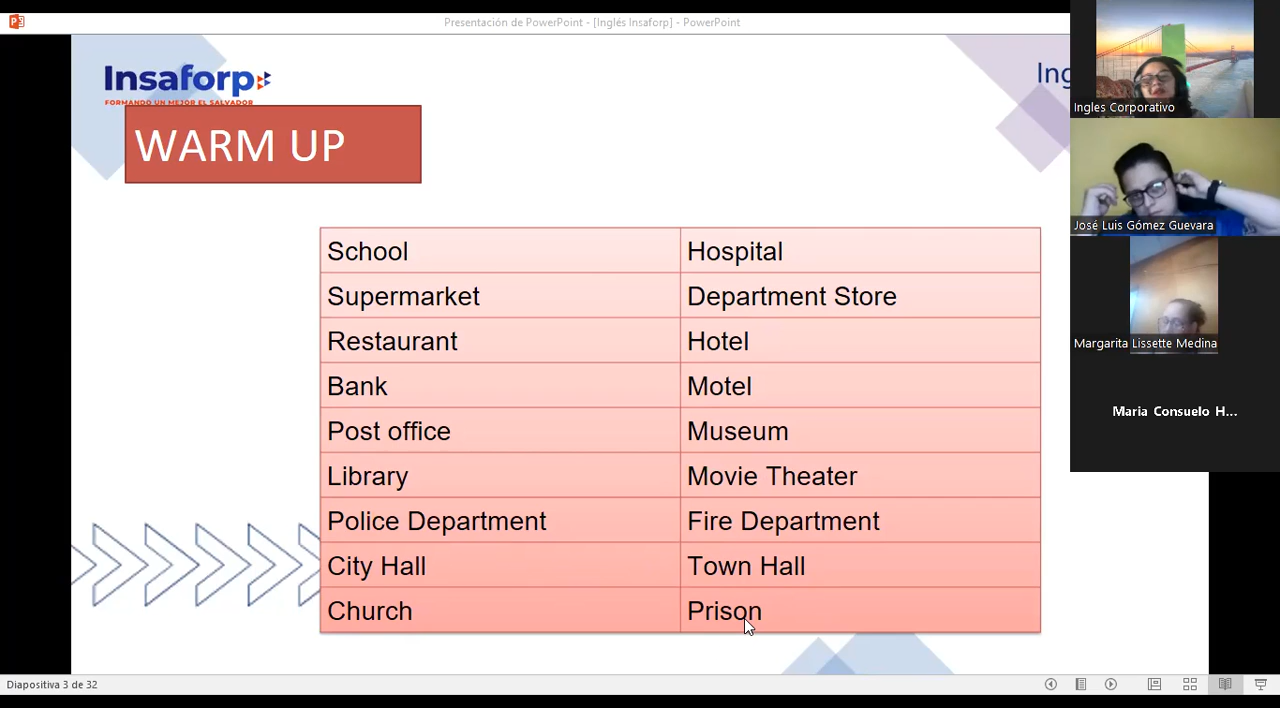 Presentación de PowerPoint - [Inglés Insaforp] - PowerPoint
Insaforp
FORMANDO UN MEJOR EL SALVADOR
Ing
WARM UP
School Hospital
Supermarket Department Store
Restaurant Hotel
Bank Motel
Post office Museum
Library Movie Theater
Police Department Fire Department
City Hall Town Hall
Church Prison
Ingles Corporativo
José Luis Gómez Guevara
Margarita Lissette Medina
Maria Consuelo H...
Diapositiva 3 de 32